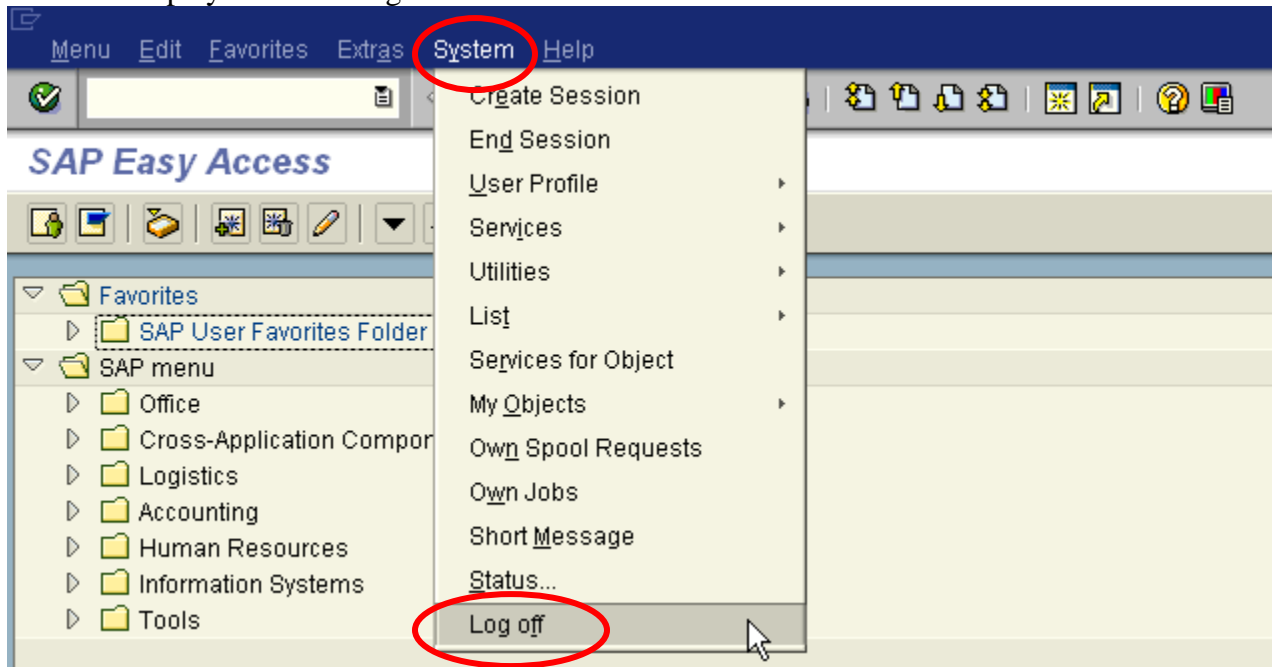 Menu Edit Favorites Extras System Help
SAP Easy Access
Create Session
End Session
User Profile
Services
Utilities
List
Services for Object
My Objects
Own Spool Requests
Own Jobs
Short Message
Status...
Log off
Favorites
SAP User Favorites Folder
SAP menu
Office
Cross-Application Compor
Logistics
Accounting
Human Resources
Information Systems
Tools